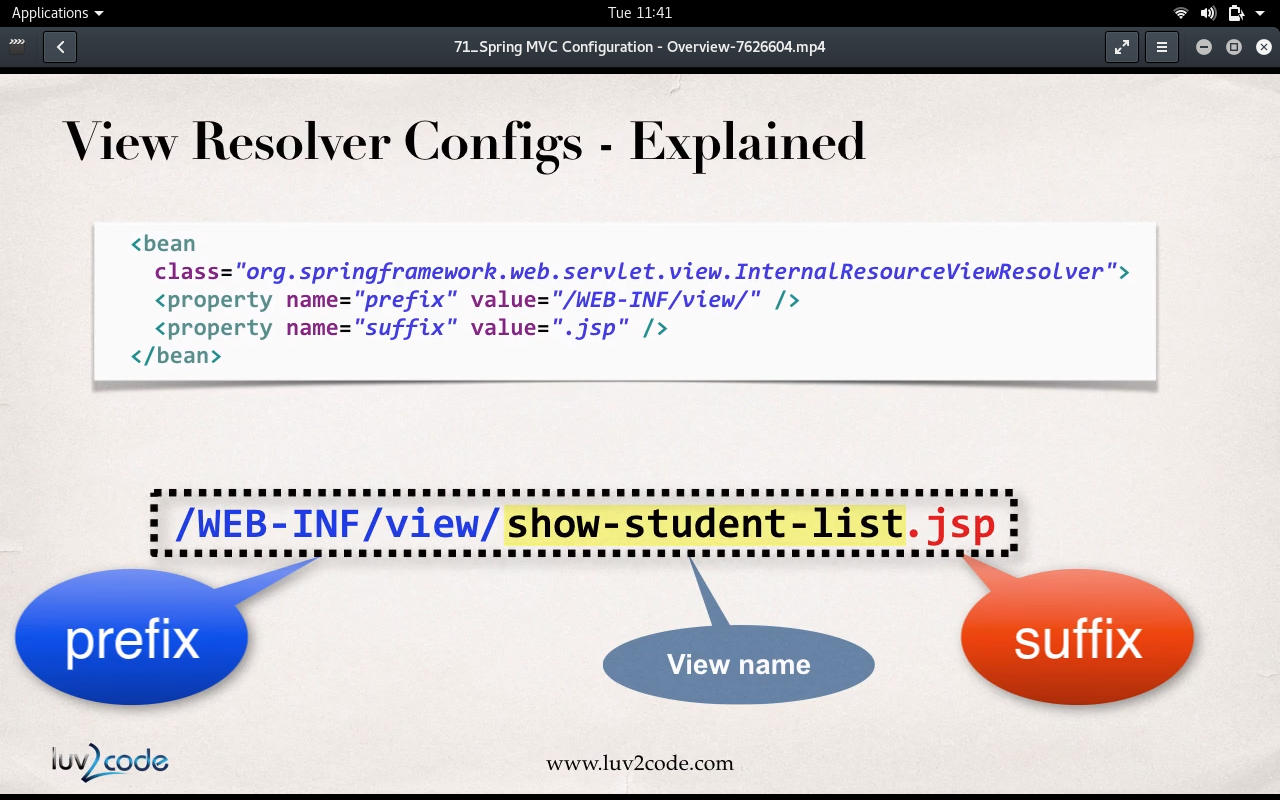 Applications
Tue 11:41
71_Spring MVC Configuration - Overview-7626604.mp4
View Resolver Configs - Explained
<bean
class="org.springframework.web.servlet.view.InternalResourceViewResolver">
<property name="prefix" value="/WEB-INF/view/" />
<property name="suffix" value=".jsp" />
</bean>
/WEB-INF/view/show-student-list.jsp
prefix
View name
suffix
luv2code
www.luv2code.com